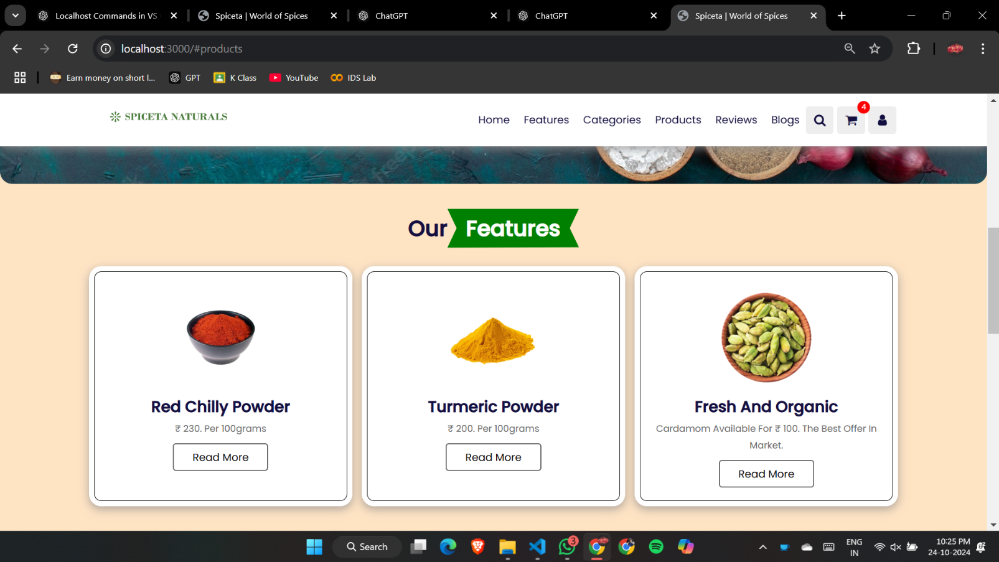 Localhost Commands in VS
Spiceta | World of Spices
ChatGPT
ChatGPT
Spiceta | World of Spices
localhost:3000/#products
Earn money on short l...
GPT
K Class
YouTube
IDS Lab
SPICETA NATURALS
Home
Features
Categories
Products
Reviews
Blogs
4
Our Features
Red Chilly Powder
₹ 230. Per 100grams
Read More
Turmeric Powder
₹ 200. Per 100grams
Read More
Fresh And Organic
Cardamom Available For ₹ 100. The Best Offer In
Market.
Read More
Search
3
ENG
IN
10:25 PM
24-10-2024